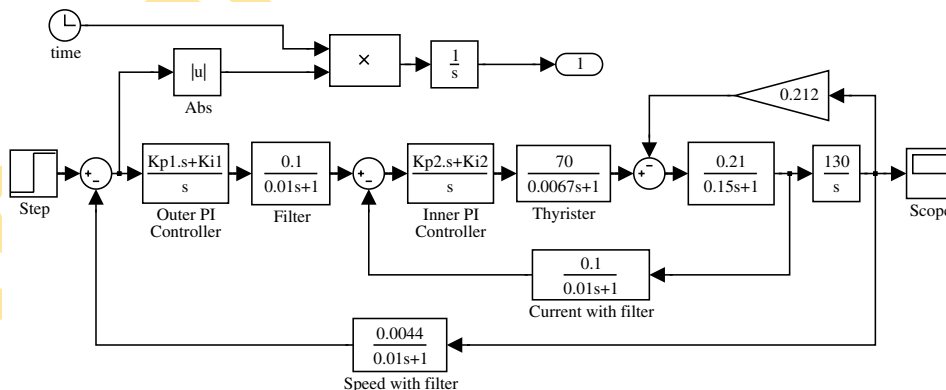 time
|u|
Abs
×
1
s
1
0.212
Step
+
-
Kp1.s+Ki1
s
Outer PI
Controller
0.1
0.01s+1
Filter
+
-
Kp2.s+Ki2
s
Inner PI
Controller
70
0.0067s+1
Thyrister
-
+
0.21
0.15s+1
130
s
Scope
0.1
0.01s+1
Current with filter
0.0044
0.01s+1
Speed with filter